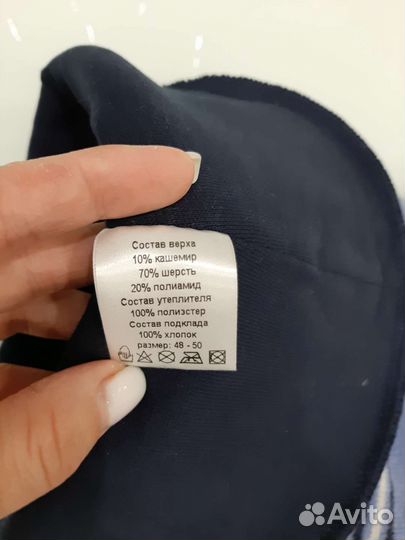 Состав верха
10% кашемир
70% шерсть
20% полиамид
Состав утеплителя
100% полиэстер
Состав подклада
100% хлопок
размер: 48 - 50
Avito